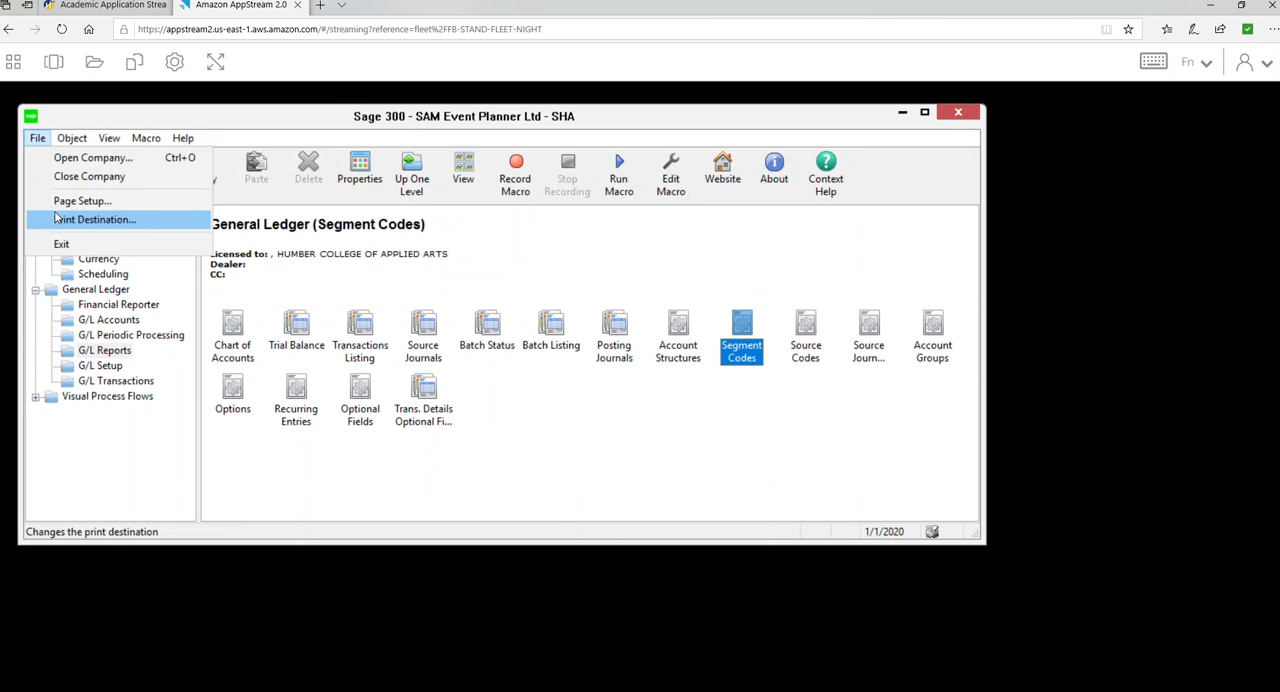 Academic Application Strea
Amazon AppStream 2.0
https://appstream2.us-east-1.aws.amazon.com/#/streaming?reference=fleet%2FFB-STAND-FLEET-NIGHT
Fn
Sage 300 - SAM Event Planner Ltd - SHA
File Object View Macro Help
Open Company... Ctrl+O
Close Company
Page Setup...
Print Destination...
Exit
Paste
Delete
Properties
Up One Level
View
Record Macro
Stop Recording
Run Macro
Edit Macro
Website
About
Context Help
General Ledger (Segment Codes)
Licensed to: , HUMBER COLLEGE OF APPLIED ARTS
Dealer:
CC:
Currency
Scheduling
General Ledger
Financial Reporter
G/L Accounts
G/L Periodic Processing
G/L Reports
G/L Setup
G/L Transactions
Visual Process Flows
Chart of Accounts
Trial Balance
Transactions Listing
Source Journals
Batch Status
Batch Listing
Posting Journals
Account Structures
Segment Codes
Source Codes
Source Journ...
Account Groups
Options
Recurring Entries
Optional Fields
Trans. Details Optional Fi...
Changes the print destination
1/1/2020